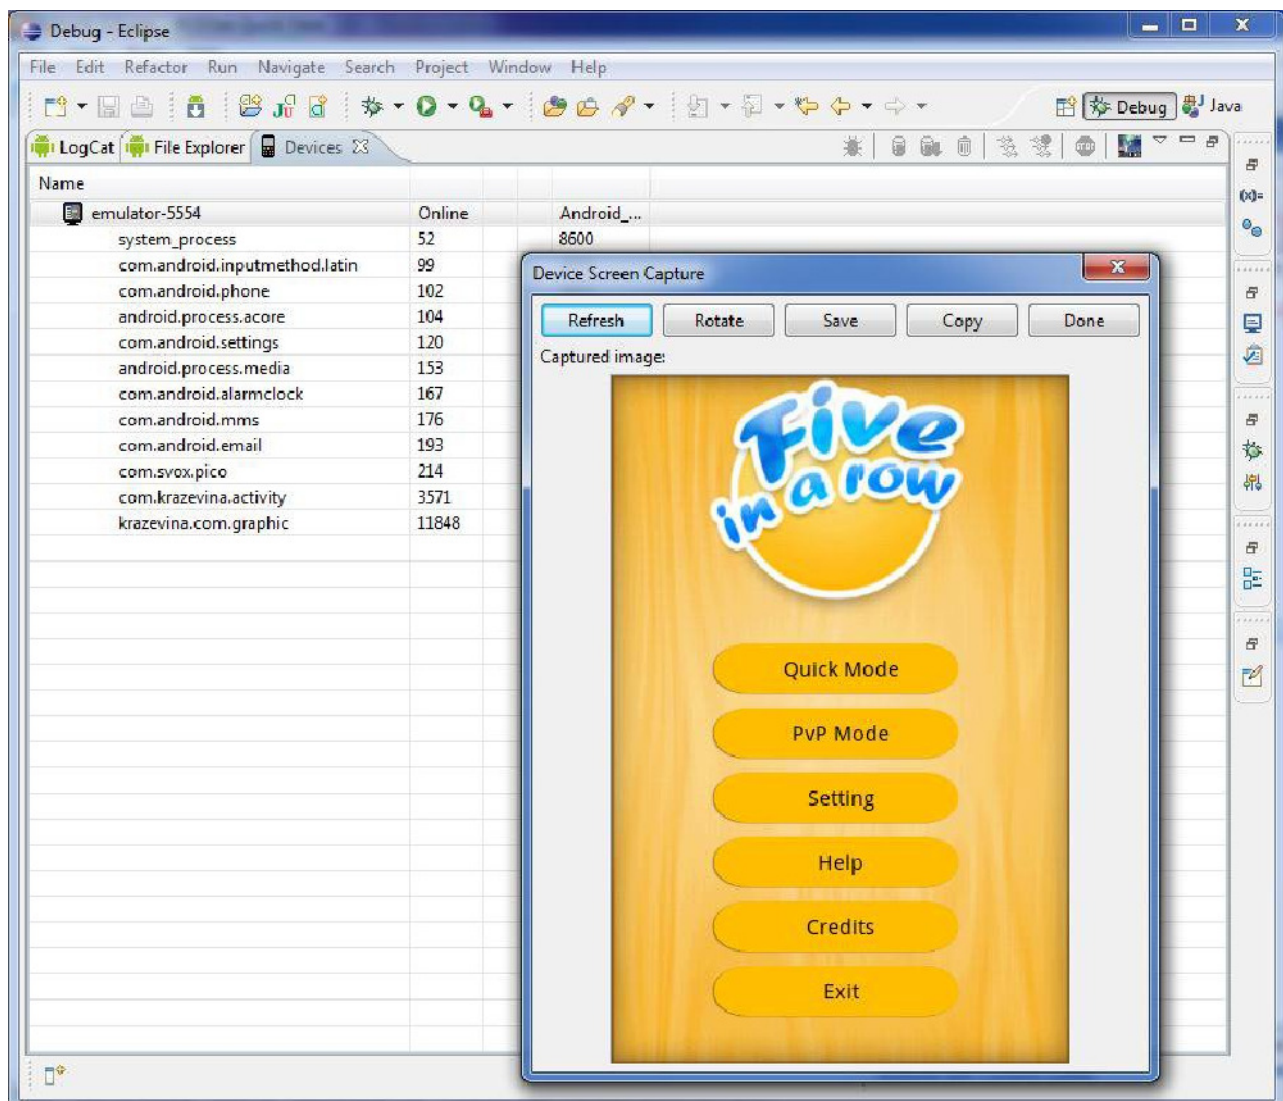 Debug - Eclipse
File Edit Refactor Run Navigate Search Project Window Help
Debug Java
LogCat File Explorer Devices
Name
emulator-5554 Online Android_...
system_process 52 8600
com.android.inputmethod.latin 99
com.android.phone 102
android.process.acore 104
com.android.settings 120
android.process.media 153
com.android.alarmclock 167
com.android.mms 176
com.android.email 193
com.svox.pico 214
com.krazevina.activity 3571
krazevina.com.graphic 11848
Device Screen Capture
Refresh Rotate Save Copy Done
Captured image:
Five
in a row
Quick Mode
PvP Mode
Setting
Help
Credits
Exit